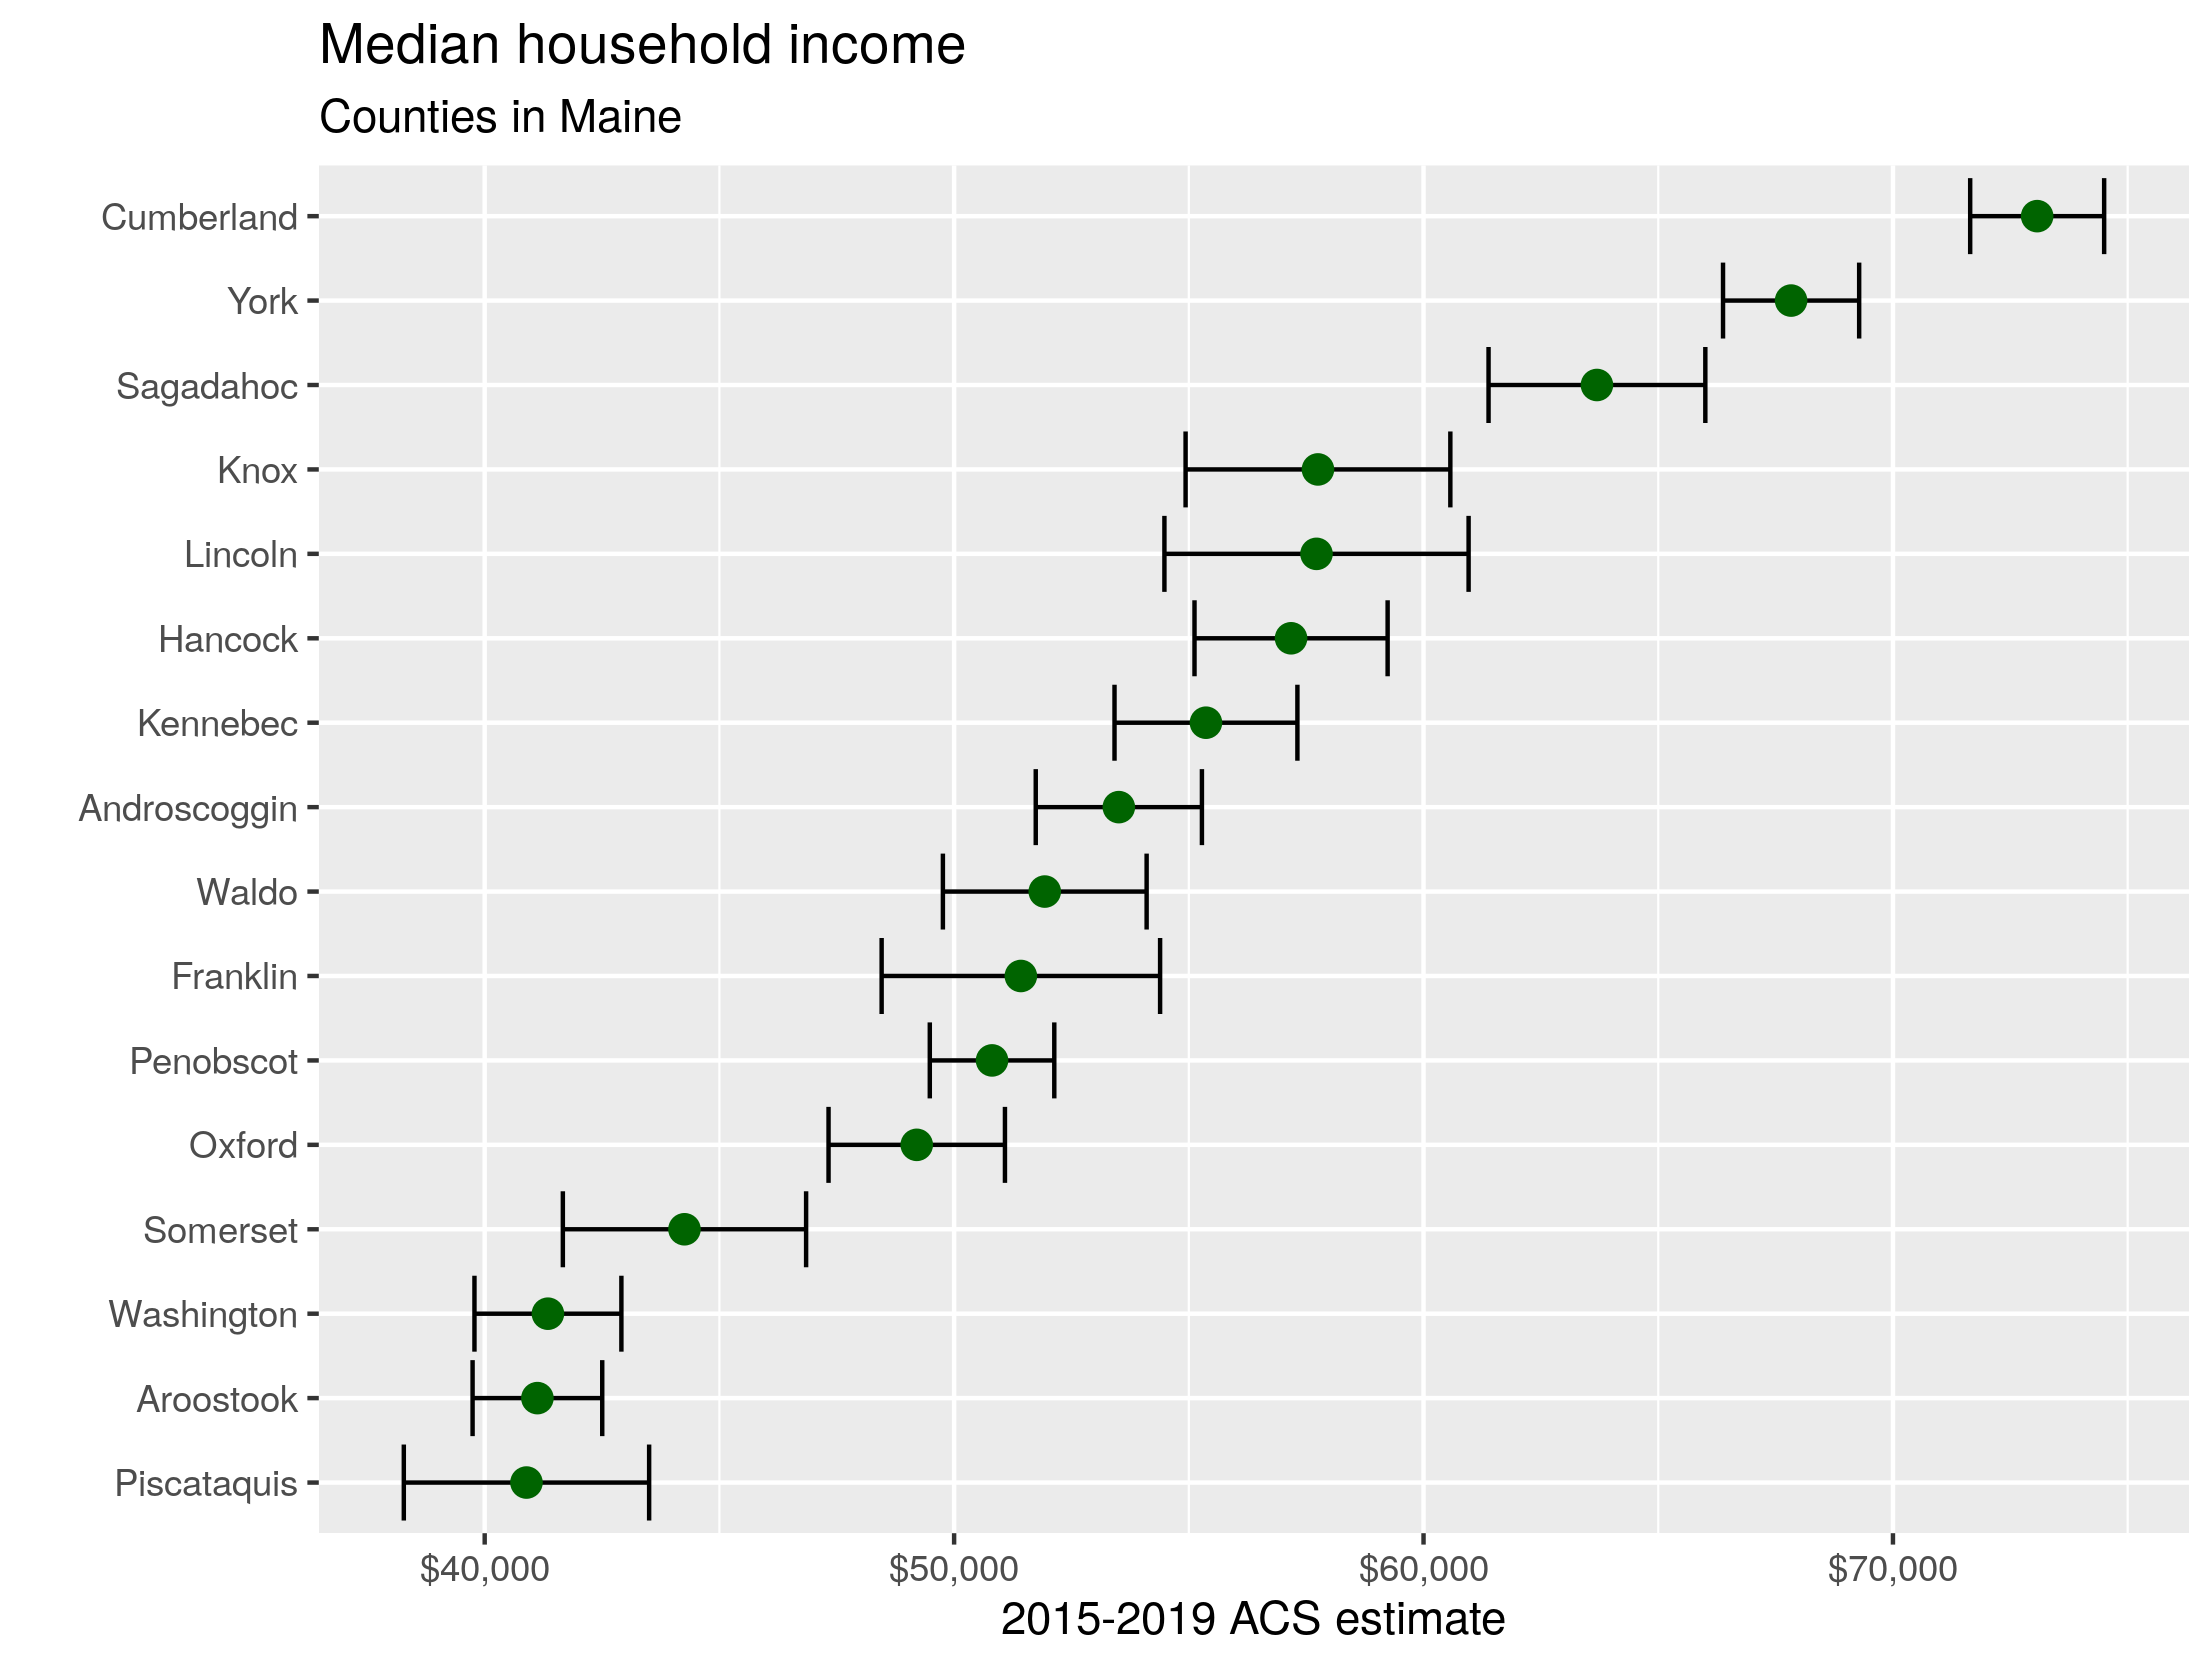 Median household income
Counties in Maine
Cumberland
York
Sagadahoc
Knox
Lincoln
Hancock
Kennebec
Androscoggin
Waldo
Franklin
Penobscot
Oxford
Somerset
Washington
Aroostook
Piscataquis
$40,000 $50,000 $60,000 $70,000
2015-2019 ACS estimate